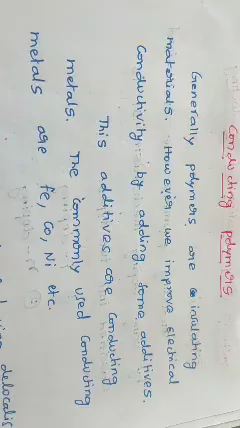 Conducting polymers
Generally polymers are insulating
materials. However we improve electrical
conductivity by adding some additives.
This additives are conducting
metals. The commonly used conducting
metals are Fe, Co, Ni etc.
delocalis